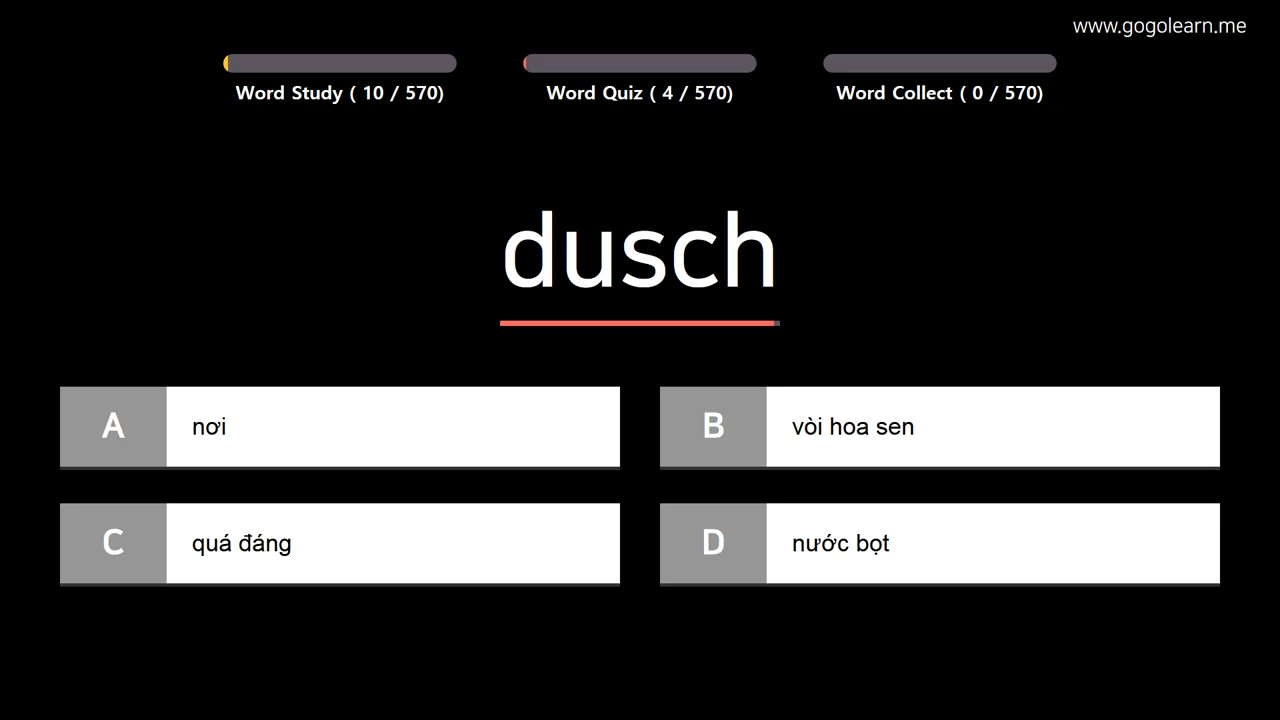 www.gogolearn.me
Word Study ( 10 / 570)
Word Quiz ( 4 / 570)
Word Collect ( 0 / 570)
dusch
A nơi
B vòi hoa sen
C quá đáng
D nước bọt